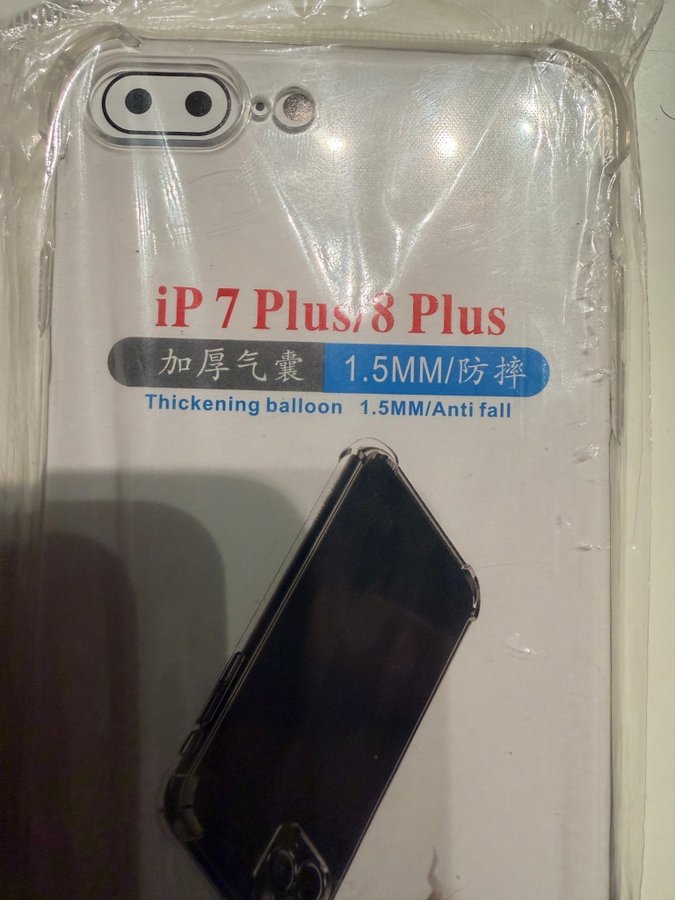 iP 7 Plus/8 Plus
加厚气囊 1.5MM/防摔
Thickening balloon 1.5MM/Anti fall